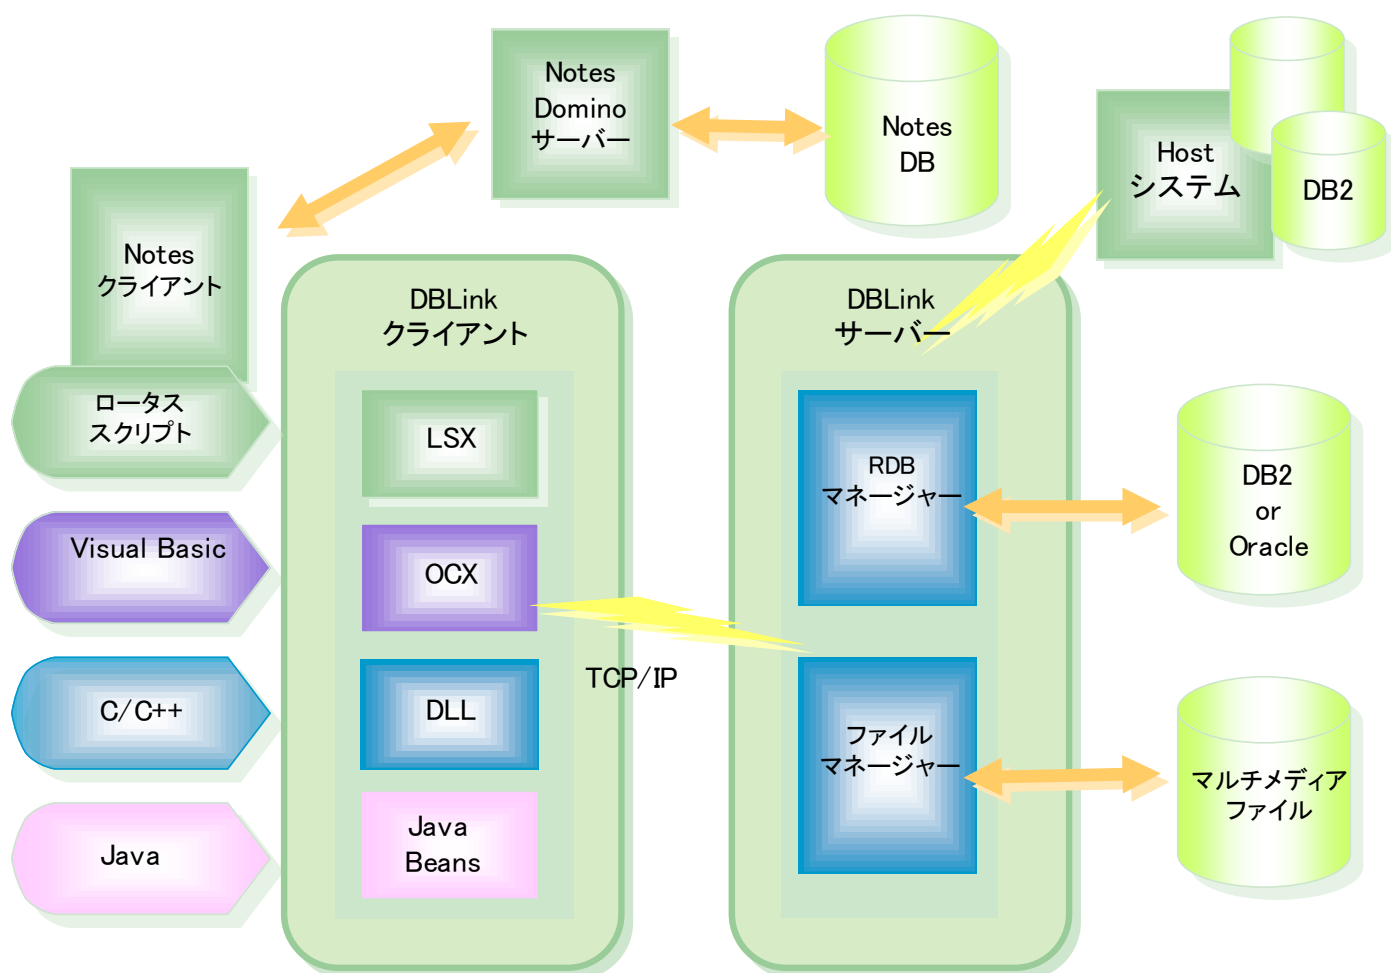 Notes
Domino
サーバー
Notes
DB
Host
システム
DB2
Notes
クライアント
DBLink
クライアント
DBLink
サーバー
ロータス
スクリプト
LSX
RDB
マネージャー
DB2
or
Oracle
Visual Basic
OCX
TCP/IP
C/C++
DLL
ファイル
マネージャー
マルチメディア
ファイル
Java
Java
Beans